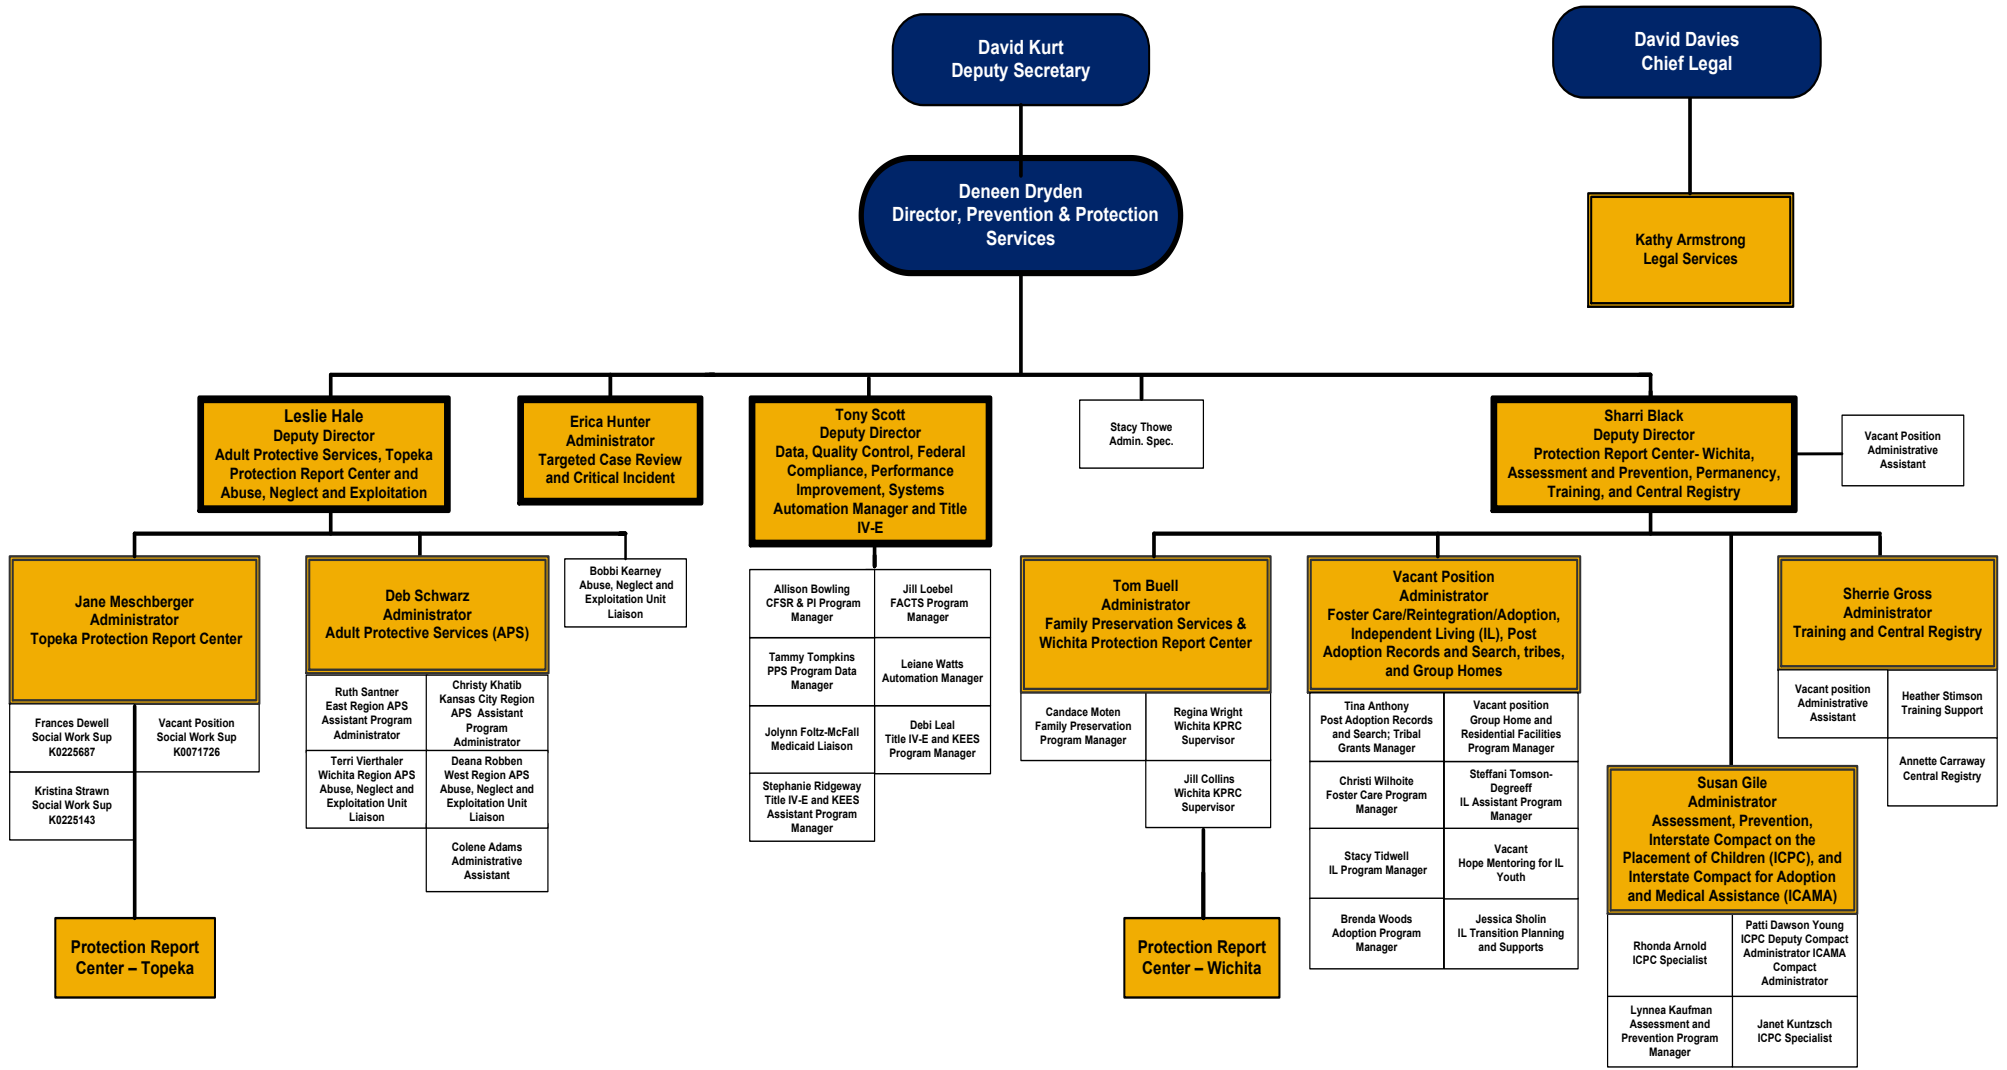 David Kurt
Deputy Secretary
David Davies
Chief Legal
Deneen Dryden
Director, Prevention & Protection
Services
Kathy Armstrong
Legal Services
Leslie Hale
Deputy Director
Adult Protective Services, Topeka
Protection Report Center and
Abuse, Neglect and Exploitation
Erica Hunter
Administrator
Targeted Case Review
and Critical Incident
Tony Scott
Deputy Director
Data, Quality Control, Federal
Compliance, Performance
Improvement, Systems
Automation Manager and Title
IV-E
Stacy Thowe
Admin. Spec.
Sharri Black
Deputy Director
Protection Report Center- Wichita,
Assessment and Prevention, Permanency,
Training, and Central Registry
Vacant Position
Administrative
Assistant
Jane Meschberger
Administrator
Topeka Protection Report Center
Frances Dewell
Social Work Sup
K0225687
Vacant Position
Social Work Sup
K0071726
Kristina Strawn
Social Work Sup
K0225143
Protection Report
Center – Topeka
Deb Schwarz
Administrator
Adult Protective Services (APS)
Ruth Santner
East Region APS
Assistant Program
Administrator
Christy Khatib
Kansas City Region
APS Assistant
Program
Administrator
Terri Vierthaler
Wichita Region APS
Abuse, Neglect and
Exploitation Unit
Liaison
Deana Robben
West Region APS
Abuse, Neglect and
Exploitation Unit
Liaison
Colene Adams
Administrative
Assistant
Bobbi Kearney
Abuse, Neglect and
Exploitation Unit
Liaison
Allison Bowling
CFSR & PI Program
Manager
Jill Loebel
FACTS Program
Manager
Tammy Tompkins
PPS Program Data
Manager
Leiane Watts
Automation Manager
Jolynn Foltz-McFall
Medicaid Liaison
Debi Leal
Title IV-E and KEES
Program Manager
Stephanie Ridgeway
Title IV-E and KEES
Assistant Program
Manager
Tom Buell
Administrator
Family Preservation Services &
Wichita Protection Report Center
Candace Moten
Family Preservation
Program Manager
Regina Wright
Wichita KPRC
Supervisor
Jill Collins
Wichita KPRC
Supervisor
Protection Report
Center – Wichita
Vacant Position
Administrator
Foster Care/Reintegration/Adoption,
Independent Living (IL), Post
Adoption Records and Search, tribes,
and Group Homes
Tina Anthony
Post Adoption Records
and Search; Tribal
Grants Manager
Vacant position
Group Home and
Residential Facilities
Program Manager
Christi Wilhoite
Foster Care Program
Manager
Steffani Tomson-
Degreeff
IL Assistant Program
Manager
Stacy Tidwell
IL Program Manager
Vacant
Hope Mentoring for IL
Youth
Brenda Woods
Adoption Program
Manager
Jessica Sholin
IL Transition Planning
and Supports
Susan Gile
Administrator
Assessment, Prevention,
Interstate Compact on the
Placement of Children (ICPC), and
Interstate Compact for Adoption
and Medical Assistance (ICAMA)
Rhonda Arnold
ICPC Specialist
Patti Dawson Young
ICPC Deputy Compact
Administrator ICAMA
Compact
Administrator
Lynnea Kaufman
Assessment and
Prevention Program
Manager
Janet Kuntzsch
ICPC Specialist
Sherrie Gross
Administrator
Training and Central Registry
Vacant position
Administrative
Assistant
Heather Stimson
Training Support
Annette Carraway
Central Registry